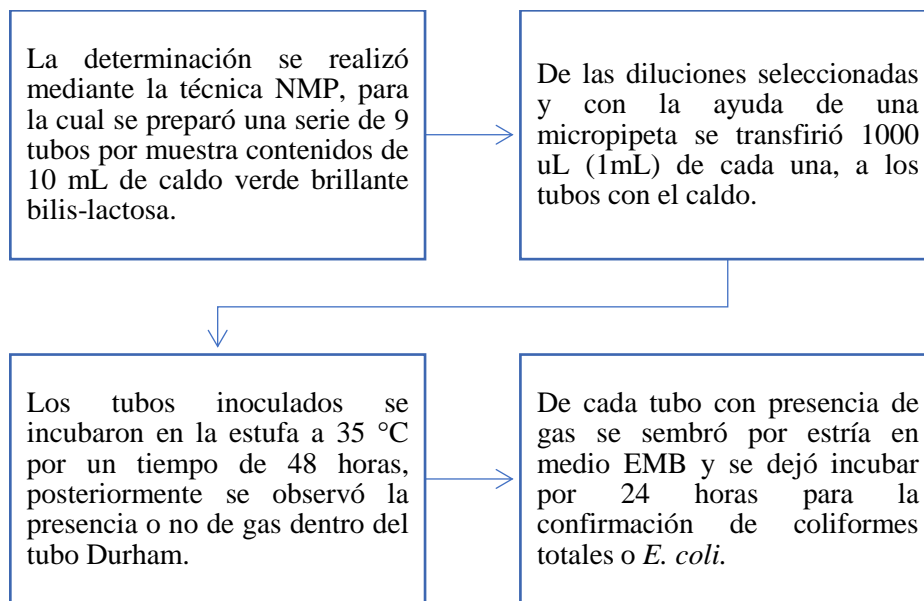 La determinación se realizó
mediante la técnica NMP, para
la cual se preparó una serie de 9
tubos por muestra contenidos de
10 mL de caldo verde brillante
bilis-lactosa.
De las diluciones seleccionadas
y con la ayuda de una
micropipeta se transfirió 1000
uL (1mL) de cada una, a los
tubos con el caldo.
Los tubos inoculados se
incubaron en la estufa a 35 °C
por un tiempo de 48 horas,
posteriormente se observó la
presencia o no de gas dentro del
tubo Durham.
De cada tubo con presencia de
gas se sembró por estría en
medio EMB y se dejó incubar
por 24 horas para la
confirmación de coliformes
totales o E. coli.